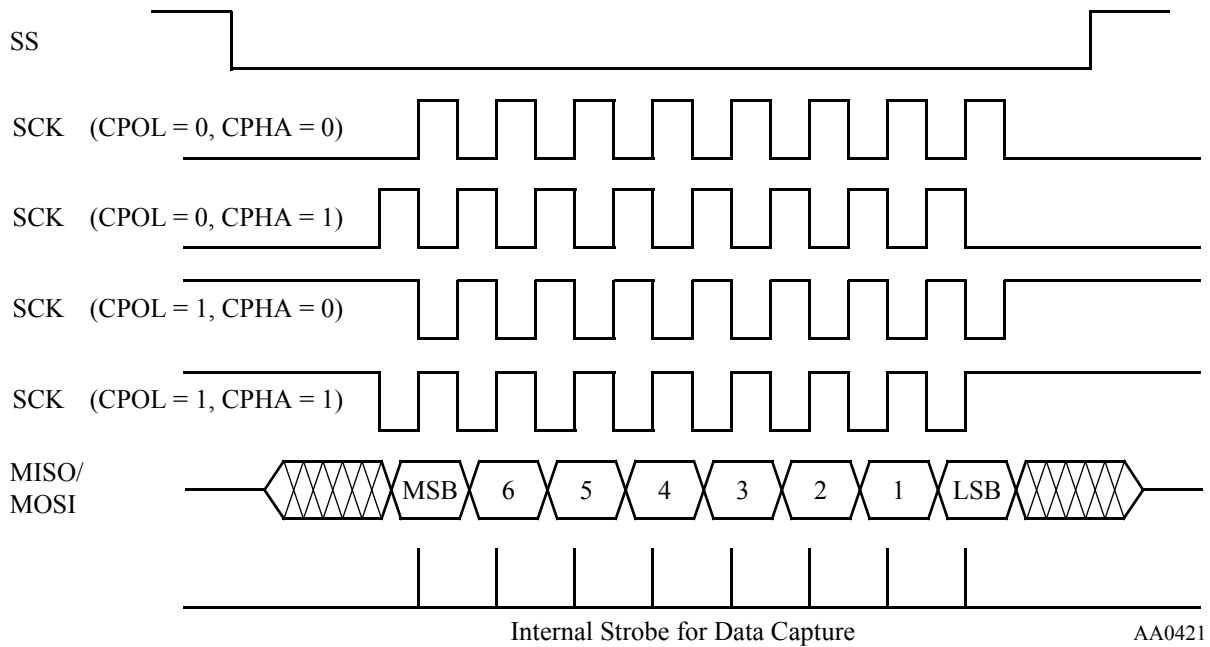 SS
SCK (CPOL = 0, CPHA = 0)
SCK (CPOL = 0, CPHA = 1)
SCK (CPOL = 1, CPHA = 0)
SCK (CPOL = 1, CPHA = 1)
MISO/
MOSI
MSB 6 5 4 3 2 1 LSB
Internal Strobe for Data Capture
AA0421